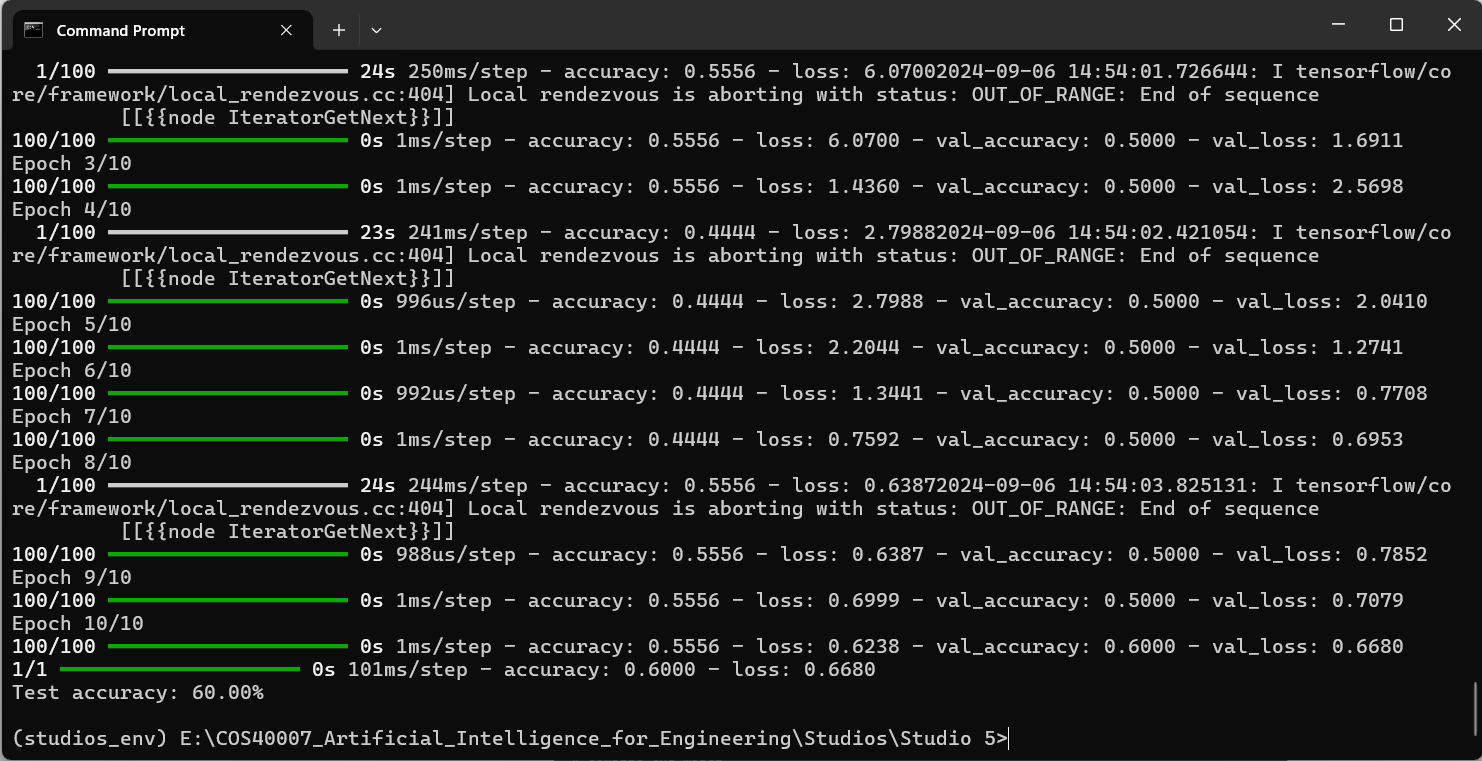 Command Prompt
1/100 24s 250ms/step - accuracy: 0.5556 - loss: 6.07002024-09-06 14:54:01.726644: I tensorflow/co
re/framework/local_rendezvous.cc:404] Local rendezvous is aborting with status: OUT_OF_RANGE: End of sequence
[[{{node IteratorGetNext}}]]
100/100 0s 1ms/step - accuracy: 0.5556 - loss: 6.0700 - val_accuracy: 0.5000 - val_loss: 1.6911
Epoch 3/10
100/100 0s 1ms/step - accuracy: 0.5556 - loss: 1.4360 - val_accuracy: 0.5000 - val_loss: 2.5698
Epoch 4/10
1/100 23s 241ms/step - accuracy: 0.4444 - loss: 2.79882024-09-06 14:54:02.421054: I tensorflow/co
re/framework/local_rendezvous.cc:404] Local rendezvous is aborting with status: OUT_OF_RANGE: End of sequence
[[{{node IteratorGetNext}}]]
100/100 0s 996us/step - accuracy: 0.4444 - loss: 2.7988 - val_accuracy: 0.5000 - val_loss: 2.0410
Epoch 5/10
100/100 0s 1ms/step - accuracy: 0.4444 - loss: 2.2044 - val_accuracy: 0.5000 - val_loss: 1.2741
Epoch 6/10
100/100 0s 992us/step - accuracy: 0.4444 - loss: 1.3441 - val_accuracy: 0.5000 - val_loss: 0.7708
Epoch 7/10
100/100 0s 1ms/step - accuracy: 0.4444 - loss: 0.7592 - val_accuracy: 0.5000 - val_loss: 0.6953
Epoch 8/10
1/100 24s 244ms/step - accuracy: 0.5556 - loss: 0.63872024-09-06 14:54:03.825131: I tensorflow/co
re/framework/local_rendezvous.cc:404] Local rendezvous is aborting with status: OUT_OF_RANGE: End of sequence
[[{{node IteratorGetNext}}]]
100/100 0s 988us/step - accuracy: 0.5556 - loss: 0.6387 - val_accuracy: 0.5000 - val_loss: 0.7852
Epoch 9/10
100/100 0s 1ms/step - accuracy: 0.5556 - loss: 0.6999 - val_accuracy: 0.5000 - val_loss: 0.7079
Epoch 10/10
100/100 0s 1ms/step - accuracy: 0.5556 - loss: 0.6238 - val_accuracy: 0.6000 - val_loss: 0.6680
1/1 0s 101ms/step - accuracy: 0.6000 - loss: 0.6680
Test accuracy: 60.00%
(studios_env) E:\COS40007_Artificial_Intelligence_for_Engineering\Studios\Studio 5>